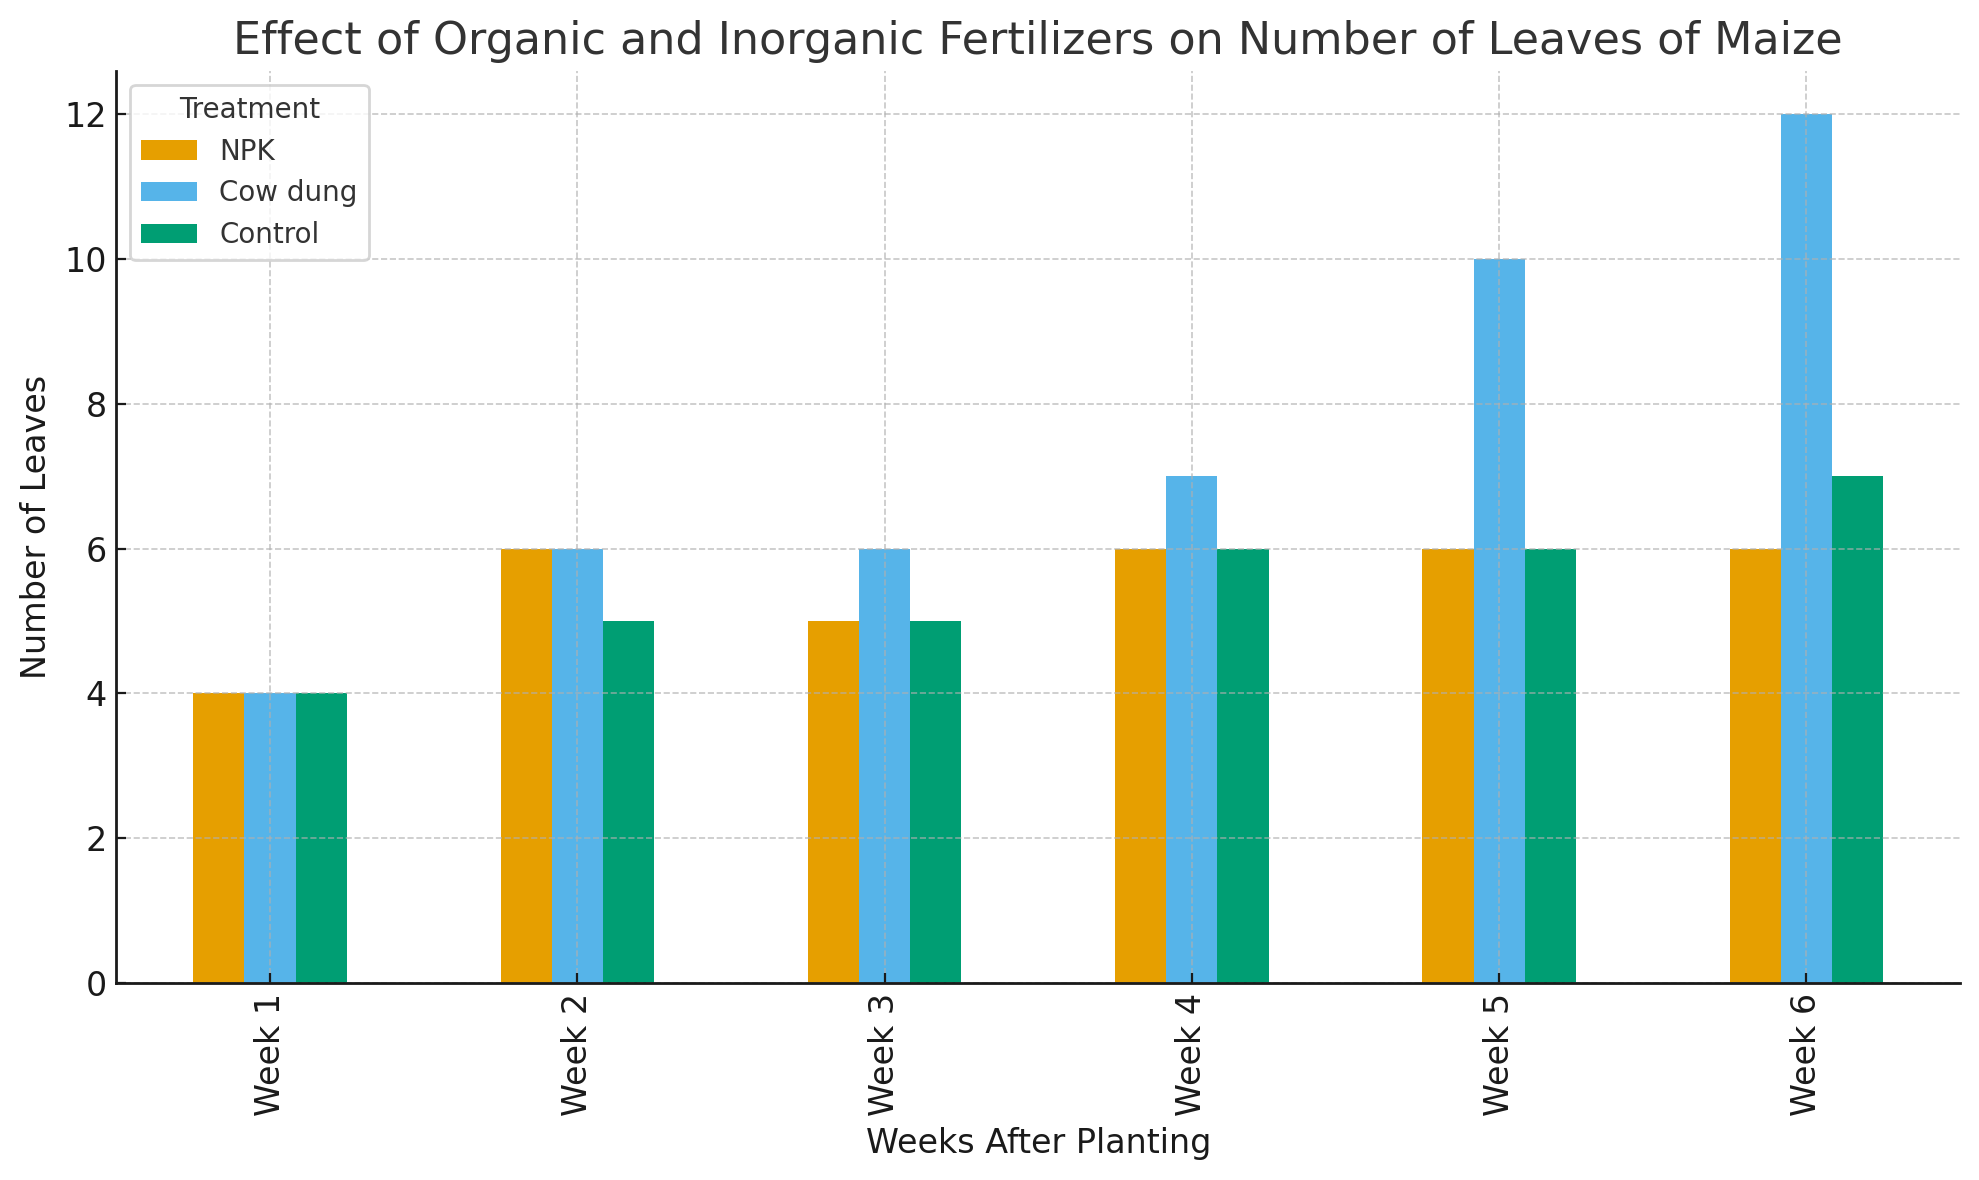 Effect of Organic and Inorganic Fertilizers on Number of Leaves of Maize
Treatment
NPK
Cow dung
Control
Number of Leaves
12
10
8
6
4
2
0
Week 1
Week 2
Week 3
Week 4
Week 5
Week 6
Weeks After Planting